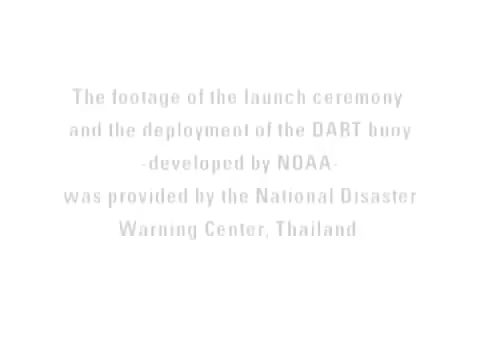 The footage of the launch ceremony
and the deployment of the DART buoy
-developed by NOAA-
was provided by the National Disaster
Warning Center, Thailand